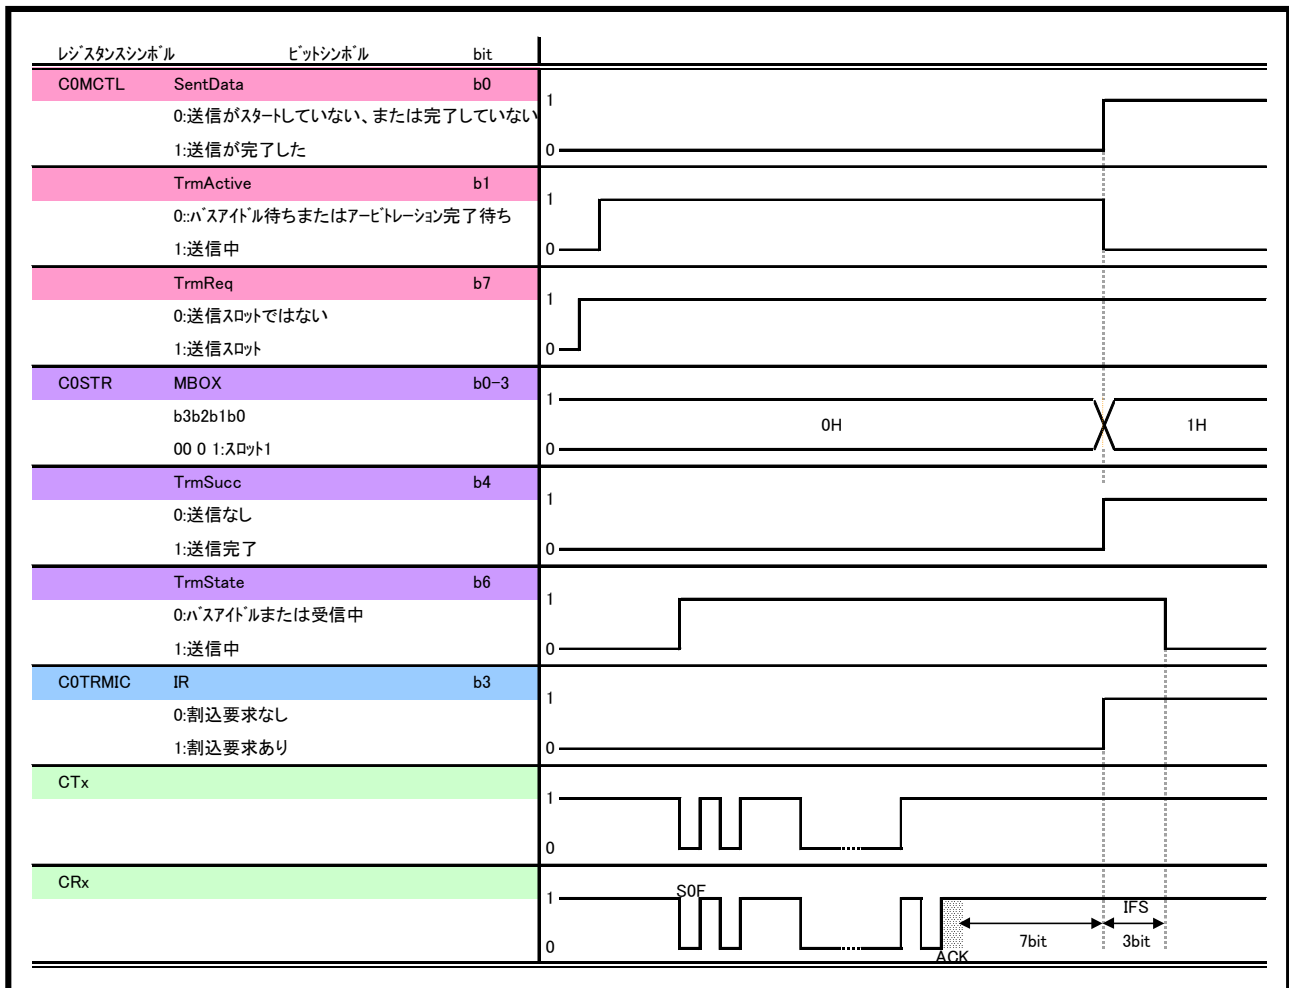 ﾚｼﾞｽﾀﾝｽｼﾝﾎﾞﾙ ﾋﾞｯﾄｼﾝﾎﾞﾙ bit
C0MCTL SentData b0
0:送信がｽﾀｰﾄしていない、または完了していない
1:送信が完了した
1
0
TrmActive b1
0::ﾊﾞｽｱｲﾄﾞﾙ待ちまたはｱｰﾋﾞﾄﾚｰｼｮﾝ完了待ち
1:送信中
1
0
TrmReq b7
0:送信ｽﾛｯﾄではない
1:送信ｽﾛｯﾄ
1
0
C0STR MBOX b0-3
b3b2b1b0
00 0 1:ｽﾛｯﾄ1
1
0
0H 1H
TrmSucc b4
0:送信なし
1:送信完了
1
0
TrmState b6
0:ﾊﾞｽｱｲﾄﾞﾙまたは受信中
1:送信中
1
0
C0TRMIC IR b3
0:割込要求なし
1:割込要求あり
1
0
CTx
1
0
CRx
1
0
SOF
IFS
7bit 3bit
ACK